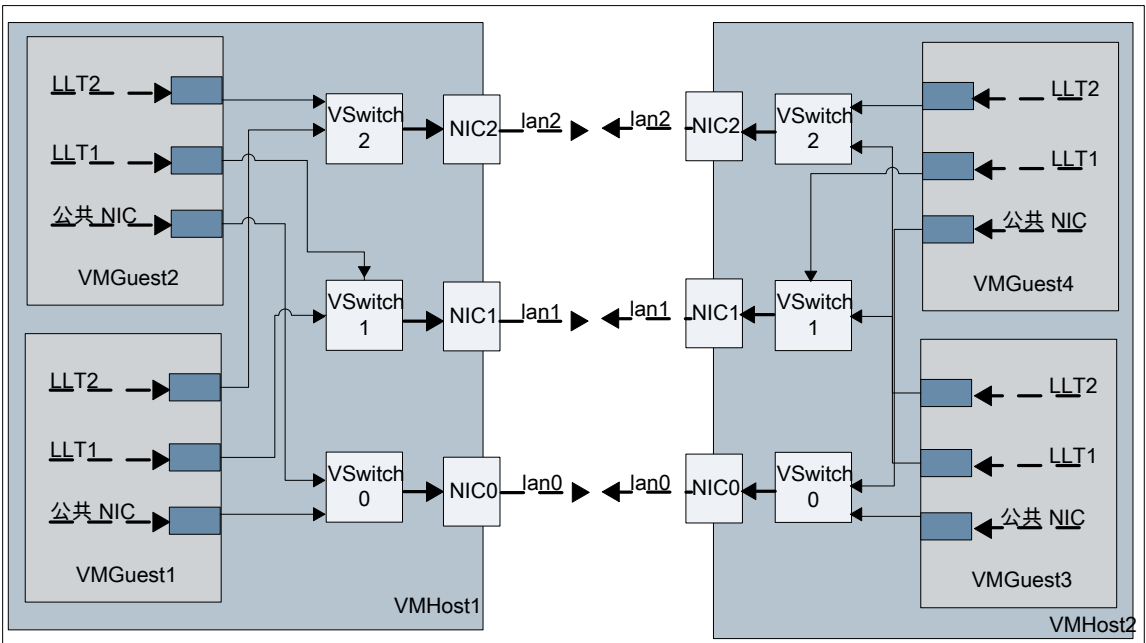 LLT2
LLT1
公共 NIC
VMGuest2
LLT2
LLT1
公共 NIC
VMGuest1
VSwitch
2
VSwitch
1
VSwitch
0
NIC2
NIC1
NIC0
VMHost1
lan2
lan2
lan1
lan1
lan0
lan0
NIC2
NIC1
NIC0
VSwitch
2
VSwitch
1
VSwitch
0
LLT2
LLT1
公共 NIC
VMGuest4
LLT2
LLT1
公共 NIC
VMGuest3
VMHost2